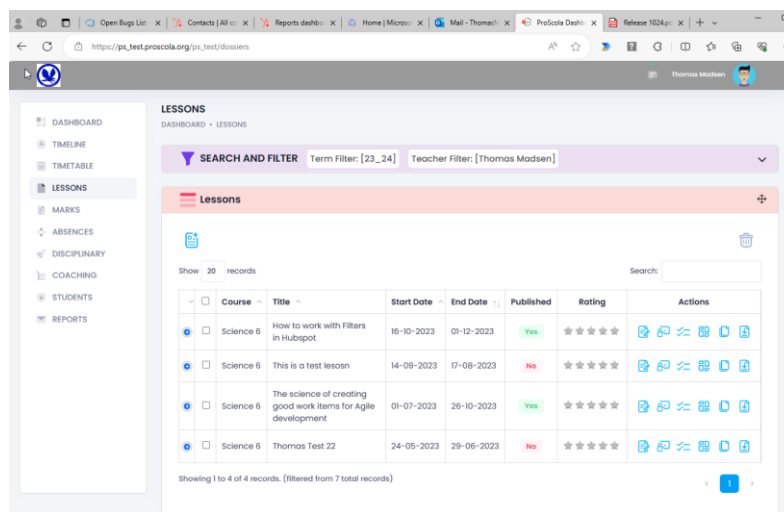 Open Bugs List
Contacts | All co
Reports dashbo
Home | Microso
Mail - Thomas
ProScola Dashb
Release 1024.p
https://ps_test.proscola.org/ps_test/dossiers
Thomas Madsen
DASHBOARD
TIMELINE
TIMETABLE
LESSONS
MARKS
ABSENCES
DISCIPLINARY
COACHING
STUDENTS
REPORTS
LESSONS
DASHBOARD • LESSONS
SEARCH AND FILTER Term Filter: [23_24] Teacher Filter: [Thomas Madsen]
Lessons
Show 20 records Search:
Course Title Start Date End Date Published Rating Actions
Science 6 How to work with Filters in Hubspot 16-10-2023 01-12-2023 Yes
Science 6 This is a test lesosn 14-09-2023 17-08-2023 No
Science 6 The science of creating good work items for Agile development 01-07-2023 26-10-2023 Yes
Science 6 Thomas Test 22 24-05-2023 29-06-2023 No
Showing 1 to 4 of 4 records. (filtered from 7 total records)
1